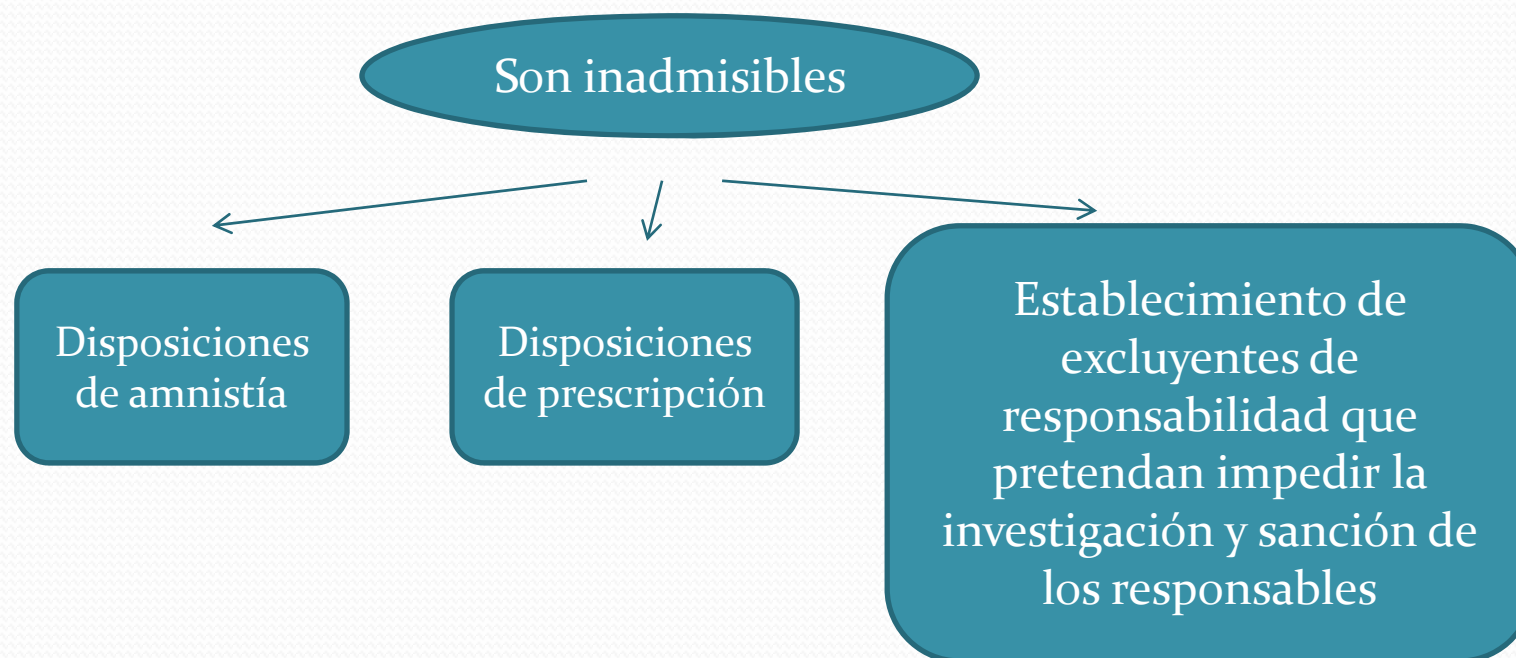 Son inadmisibles
Disposiciones
de amnistía
Disposiciones
de prescripción
Establecimiento de
excluyentes de
responsabilidad que
pretendan impedir la
investigación y sanción de
los responsables